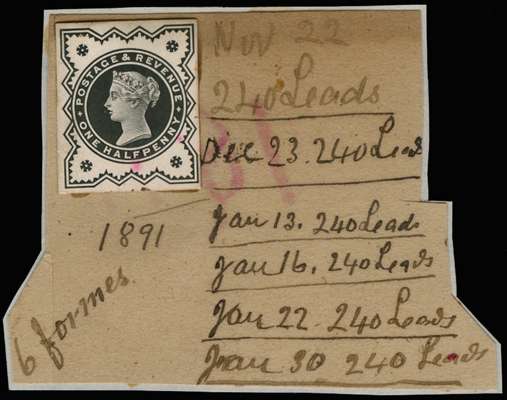 POSTAGE & REVENUE
ONE HALFPENNY
Nov 22
240 Leads
Dec 23. 240 Leads
1891
Jan 13. 240 Leads
Jan 16. 240 Leads
Jan 22. 240 Leads
Jan 30 240 Leads
6 formes.